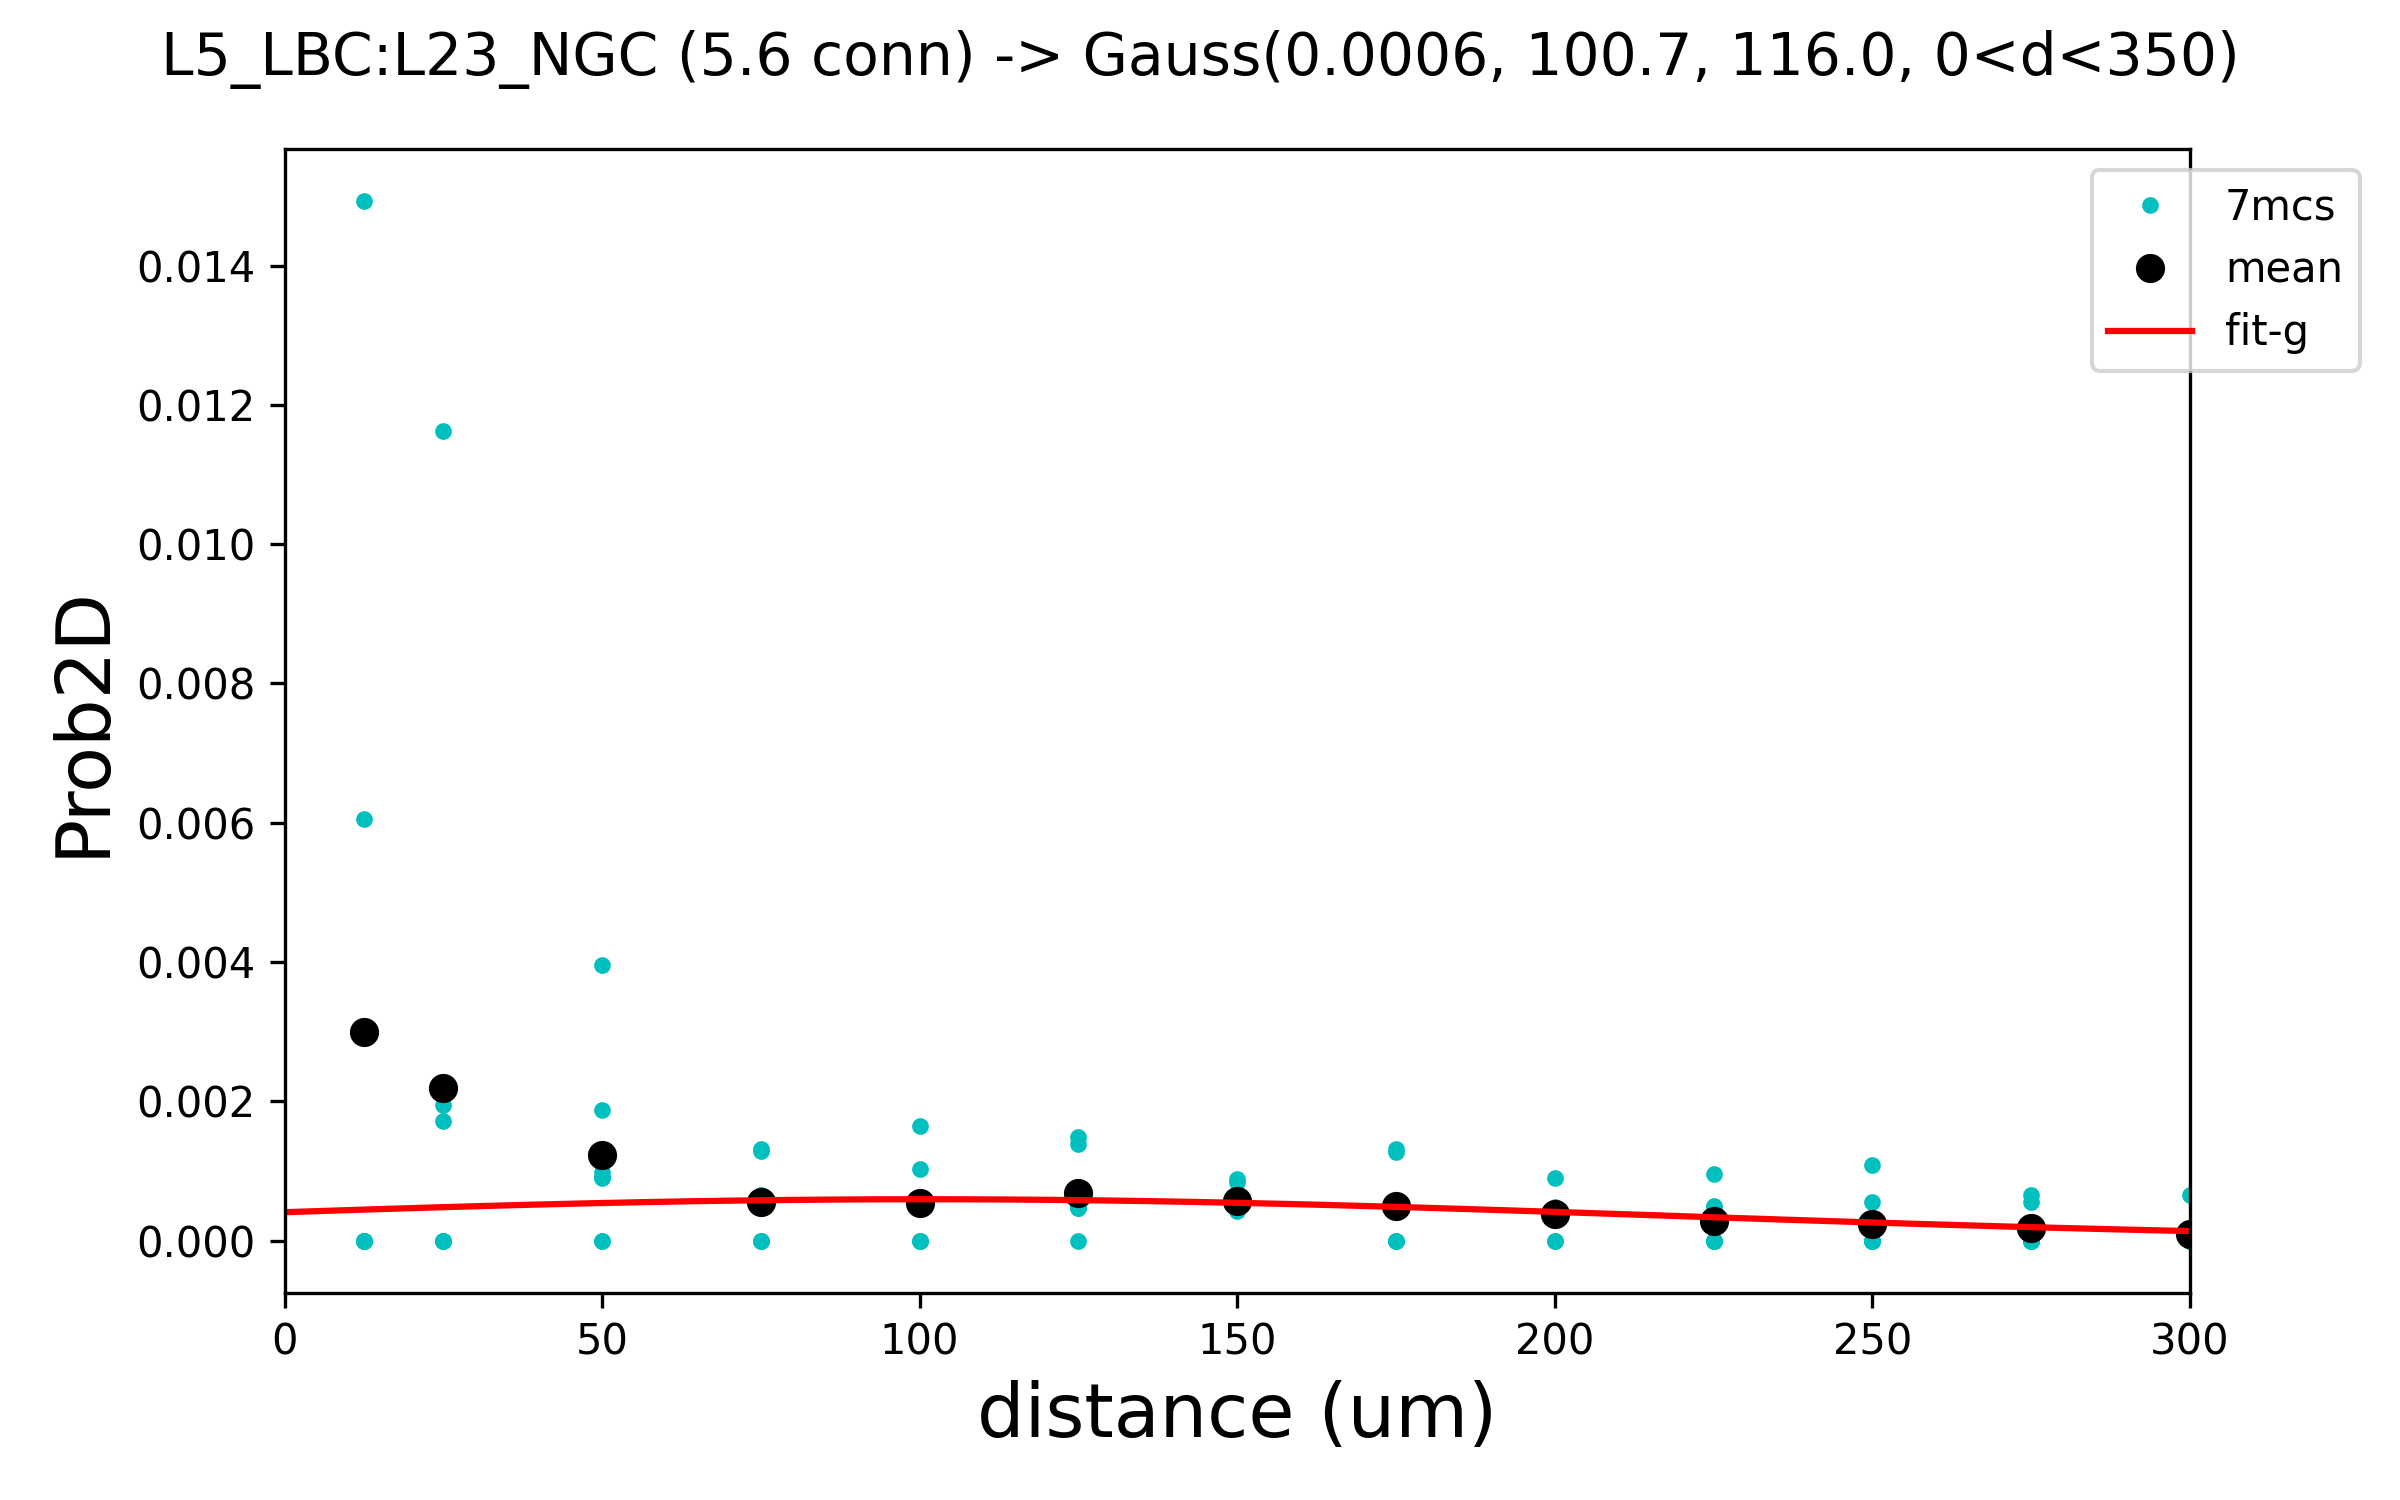 L5_LBC:L23_NGC (5.6 conn) -> Gauss(0.0006, 100.7, 116.0, 0<d<350)
7mcs
mean
fit-g
Prob2D
0.014
0.012
0.010
0.008
0.006
0.004
0.002
0.000
0 50 100 150 200 250 300
distance (um)